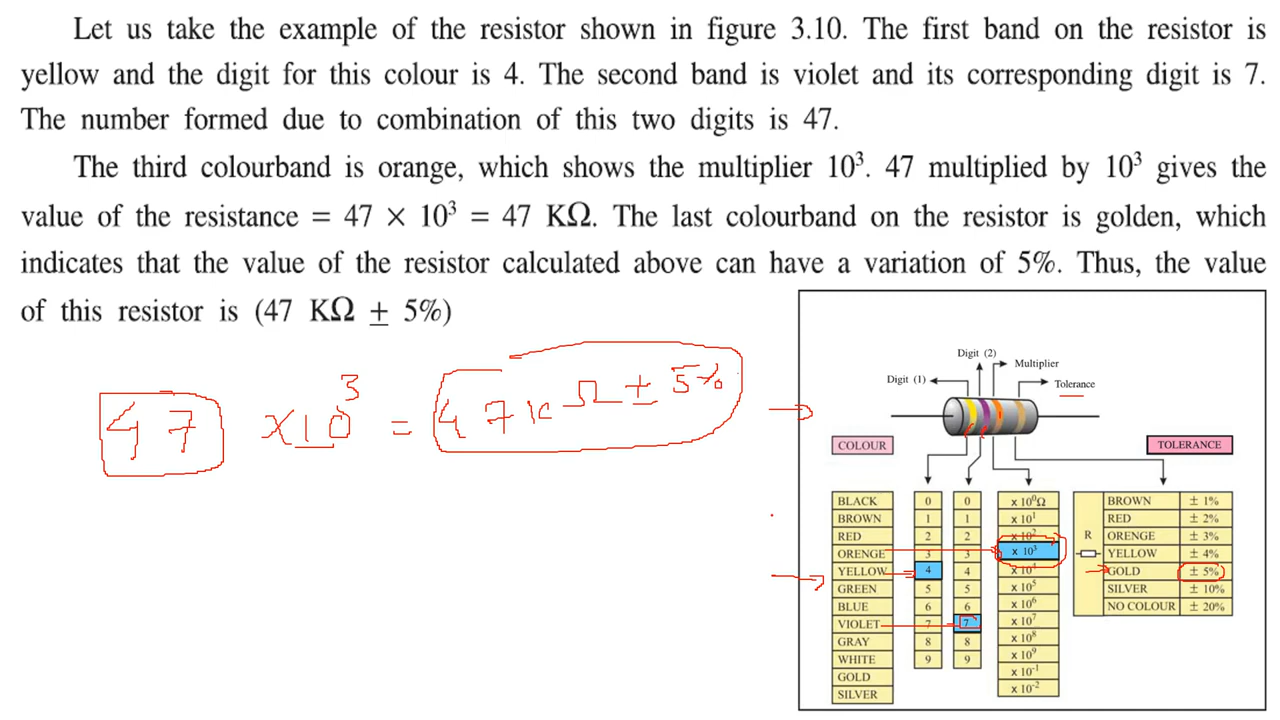 Let us take the example of the resistor shown in figure 3.10. The first band on the resistor is
yellow and the digit for this colour is 4. The second band is violet and its corresponding digit is 7.
The number formed due to combination of this two digits is 47.
The third colourband is orange, which shows the multiplier 10³. 47 multiplied by 10³ gives the
value of the resistance = 47 × 10³ = 47 KΩ. The last colourband on the resistor is golden, which
indicates that the value of the resistor calculated above can have a variation of 5%. Thus, the value
of this resistor is (47 KΩ ± 5%)
47 ×10³ = 47 K Ω ± 5%
Digit (2)
Multiplier
Digit (1)
Tolerance
COLOUR
TOLERANCE
BLACK 0 0 x 10⁰Ω BROWN ± 1%
BROWN 1 1 x 10¹ RED ± 2%
RED 2 2 x 10² R ORENGE ± 3%
ORENGE 3 3 x 10³ YELLOW ± 4%
YELLOW 4 4 x 10⁴ GOLD ± 5%
GREEN 5 5 x 10⁵ SILVER ± 10%
BLUE 6 6 x 10⁶ NO COLOUR ± 20%
VIOLET 7 7 x 10⁷
GRAY 8 8 x 10⁸
WHITE 9 9 x 10⁹
GOLD x 10⁻¹
SILVER x 10⁻²